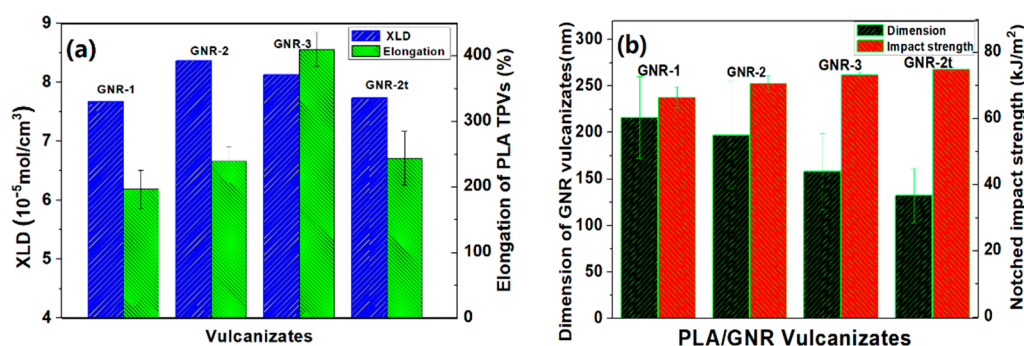 (a)
XLD
Elongation
GNR-1
GNR-2
GNR-3
GNR-2t
9
8
7
6
5
4
XLD (10⁻⁵mol/cm³)
400
300
200
100
0
Elongation of PLA TPVs (%)
Vulcanizates
(b)
Dimension
Impact strength
GNR-1
GNR-2
GNR-3
GNR-2t
300
250
200
150
100
50
0
Dimension of GNR vulcanizates(nm)
80
60
40
20
0
Notched impact strength (kJ/m²)
PLA/GNR Vulcanizates